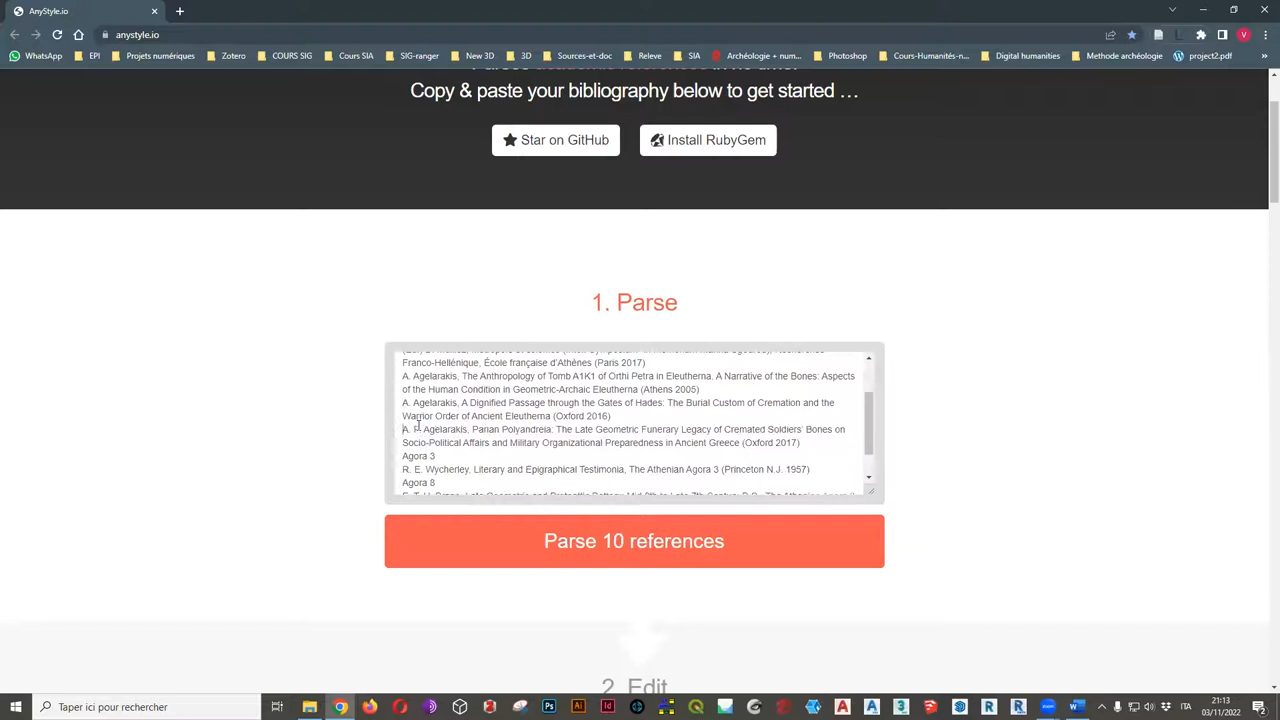 AnyStyle.io
anystyle.io
WhatsApp EPI Projets numériques Zotero COURS SIG Cours SIA SIG-ranger New 3D 3D Sources-et-doc Releve SIA Archéologie + num... Photoshop Cours-Humanités-n... Digital humanities Methode archéologie project2.pdf
Copy & paste your bibliography below to get started …
Star on GitHub Install RubyGem
1. Parse
Franco-Hellénique, École française d'Athènes (Paris 2017)
A. Agelarakis, The Anthropology of Tomb A1K1 of Orthi Petra in Eleutherna. A Narrative of the Bones: Aspects
of the Human Condition in Geometric-Archaic Eleutherna (Athens 2005)
A. Agelarakis, A Dignified Passage through the Gates of Hades: The Burial Custom of Cremation and the
Warrior Order of Ancient Eleutherna (Oxford 2016)
A. Agelarakis, Parian Polyandreia: The Late Geometric Funerary Legacy of Cremated Soldiers' Bones on
Socio-Political Affairs and Military Organizational Preparedness in Ancient Greece (Oxford 2017)
Agora 3
R. E. Wycherley, Literary and Epigraphical Testimonia, The Athenian Agora 3 (Princeton N.J. 1957)
Agora 8
Parse 10 references
2. Edit
Taper ici pour rechercher
ITA
21:13
03/11/2022